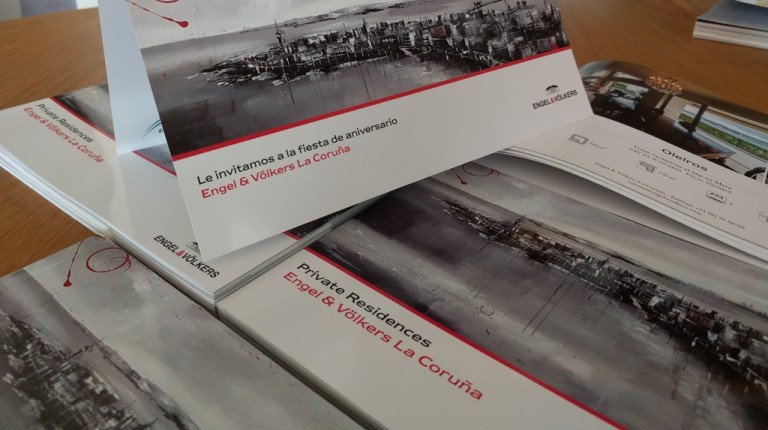 Le invitamos a la fiesta de aniversario
Engel & Völkers La Coruña
ENGEL&VÖLKERS
Private Residences
Engel & Völkers La Coruña
ENGEL&VÖLKERS
Oleiros
Private Residences
Engel & Völkers La Coruña